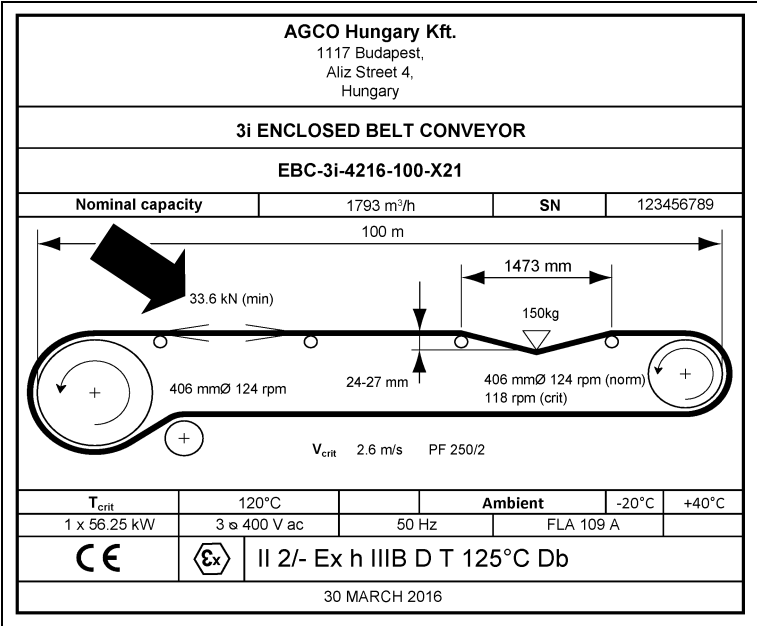 AGCO Hungary Kft.
1117 Budapest,
Aliz Street 4,
Hungary
3i ENCLOSED BELT CONVEYOR
EBC-3i-4216-100-X21
Nominal capacity 1793 m³/h SN 123456789
100 m
1473 mm
33.6 kN (min)
150kg
24-27 mm
406 mmØ 124 rpm
406 mmØ 124 rpm (norm)
118 rpm (crit)
Vcrit 2.6 m/s PF 250/2
Tcrit 120°C Ambient -20°C +40°C
1 x 56.25 kW 3 ⦰ 400 V ac 50 Hz FLA 109 A
CE Ex II 2/- Ex h IIIB D T 125°C Db
30 MARCH 2016